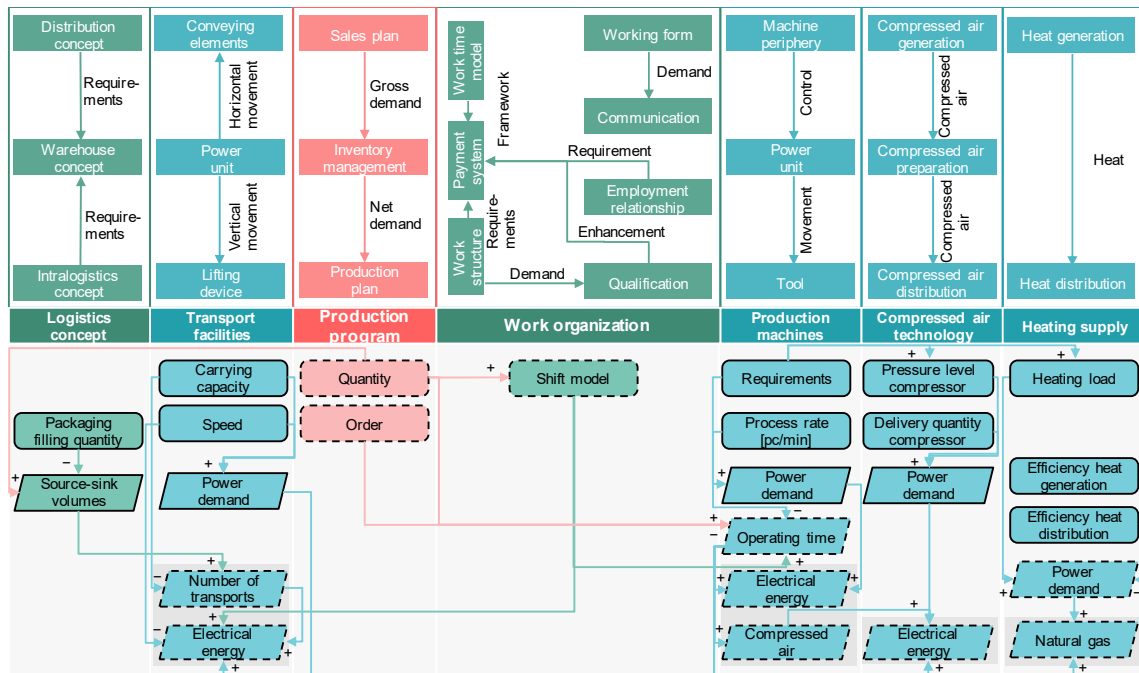 Distribution concept
Requirements
Warehouse concept
Require-
ments
Intralogistics concept
Conveying
elements
Horizontal
movement
Power
unit
Vertical
movement
Lifting
device
Sales plan
Gross
demand
Inventory
management
Net
demand
Production
plan
Work time
model
Framework
Payment
system
Require-
ments
Work
structure
Demand
Working form
Demand
Communication
Requirement
Employment
relationship
Enhancement
Qualification
Machine
periphery
Control
Power
unit
Movement
Tool
Compressed air
generation
Compressed
air
Compressed air
preparation
Compressed
air
Compressed air
distribution
Heat generation
Heat
Heat distribution
Logistics
concept
Transport
facilities
Production
program
Work organization
Production
machines
Compressed air
technology
Heating supply
Carrying
capacity
Quantity
+
Shift model
Requirements
+
Pressure level
compressor
+
Heating load
Packaging
filling quantity
Speed
Order
Process rate
[pc/min]
Delivery quantity
compressor
–
+
+
+
Efficiency heat
generation
+
Source-sink
volumes
Power
demand
+
Power
demand
Power
demand
Efficiency heat
distribution
–
+
–
Operating time
+
+
–
Number of
transports
+
Electrical
energy
+
Power
demand
+
–
+
+
+
–
Electrical
energy
+
+
Compressed
air
Electrical
energy
Natural gas
+
+
+